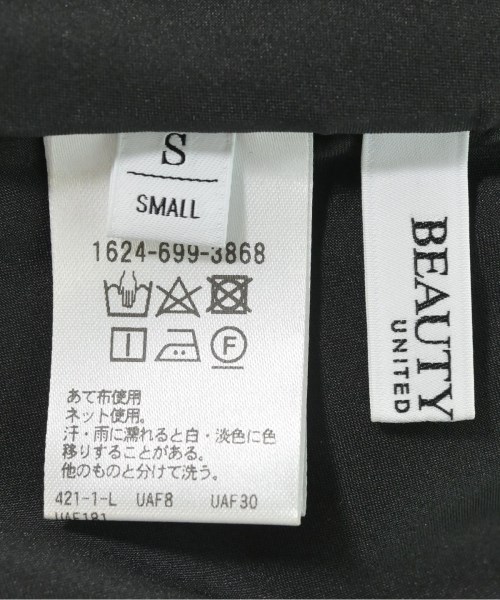 S
SMALL
1624-699-3868
F
あて布使用
ネット使用。
汗・雨に濡れると白・淡色に色
移りすることがある。
他のものと分けて洗う。
421-1-L UAF8 UAF30
UAF181
BEAUTY
UNITED